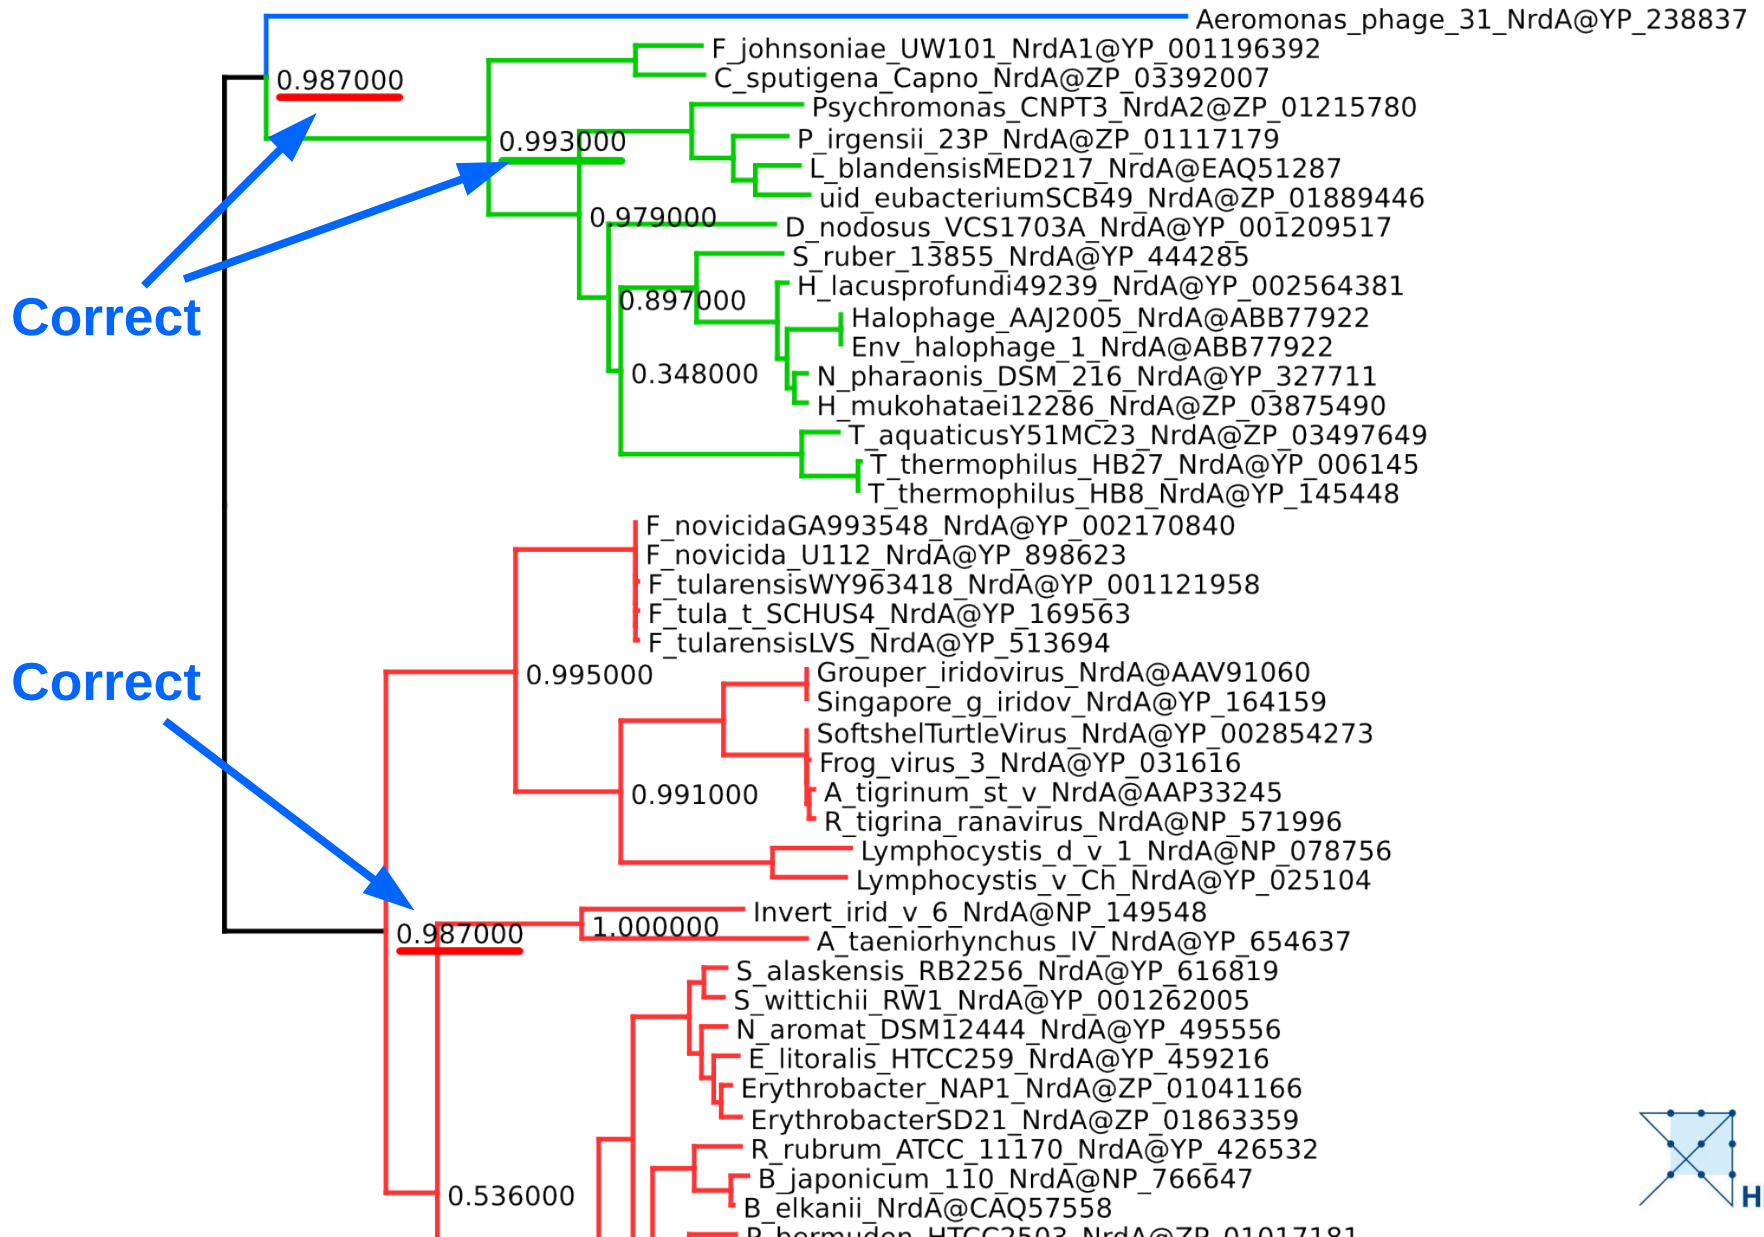 Aeromonas_phage_31_NrdA@YP_238837
F_johnsoniae_UW101_NrdA1@YP_001196392
0.987000
C_sputigena_Capno_NrdA@ZP_03392007
Psychromonas_CNPT3_NrdA2@ZP_01215780
0.993000
P_irgensii_23P_NrdA@ZP_01117179
L_blandensisMED217_NrdA@EAQ51287
uid_eubacteriumSCB49_NrdA@ZP_01889446
0.979000
D_nodosus_VCS1703A_NrdA@YP_001209517
S_ruber_13855_NrdA@YP_444285
H_lacusprofundi49239_NrdA@YP_002564381
0.897000
Correct
Halophage_AAJ2005_NrdA@ABB77922
Env_halophage_1_NrdA@ABB77922
0.348000
N_pharaonis_DSM_216_NrdA@YP_327711
H_mukohataei12286_NrdA@ZP_03875490
T_aquaticusY51MC23_NrdA@ZP_03497649
T_thermophilus_HB27_NrdA@YP_006145
T_thermophilus_HB8_NrdA@YP_145448
F_novicidaGA993548_NrdA@YP_002170840
F_novicida_U112_NrdA@YP_898623
F_tularensisWY963418_NrdA@YP_001121958
F_tula_t_SCHUS4_NrdA@YP_169563
F_tularensisLVS_NrdA@YP_513694
0.995000
Correct
Grouper_iridovirus_NrdA@AAV91060
Singapore_g_iridov_NrdA@YP_164159
SoftshelTurtleVirus_NrdA@YP_002854273
Frog_virus_3_NrdA@YP_031616
0.991000
A_tigrinum_st_v_NrdA@AAP33245
R_tigrina_ranavirus_NrdA@NP_571996
Lymphocystis_d_v_1_NrdA@NP_078756
Lymphocystis_v_Ch_NrdA@YP_025104
Invert_irid_v_6_NrdA@NP_149548
1.000000
0.987000
A_taeniorhynchus_IV_NrdA@YP_654637
S_alaskensis_RB2256_NrdA@YP_616819
S_wittichii_RW1_NrdA@YP_001262005
N_aromat_DSM12444_NrdA@YP_495556
E_litoralis_HTCC259_NrdA@YP_459216
Erythrobacter_NAP1_NrdA@ZP_01041166
ErythrobacterSD21_NrdA@ZP_01863359
R_rubrum_ATCC_11170_NrdA@YP_426532
B_japonicum_110_NrdA@NP_766647
0.536000
B_elkanii_NrdA@CAQ57558
H